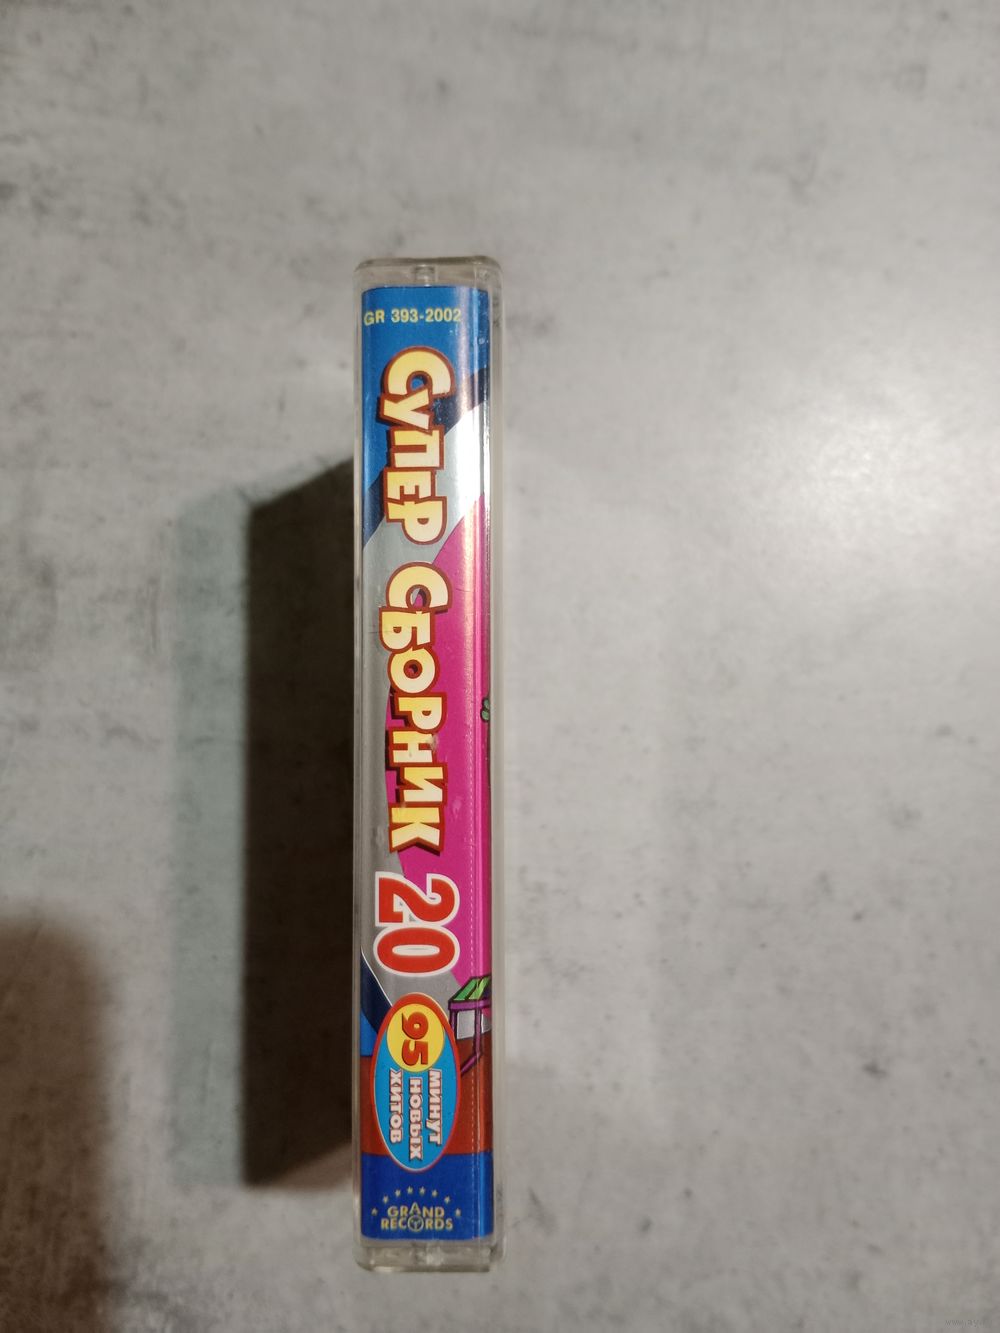 GR 393-2002
СУПЕР СБОРНИК 20
95
МИНУТ
НОВЫХ
ХИТОВ
GRAND
RECORDS